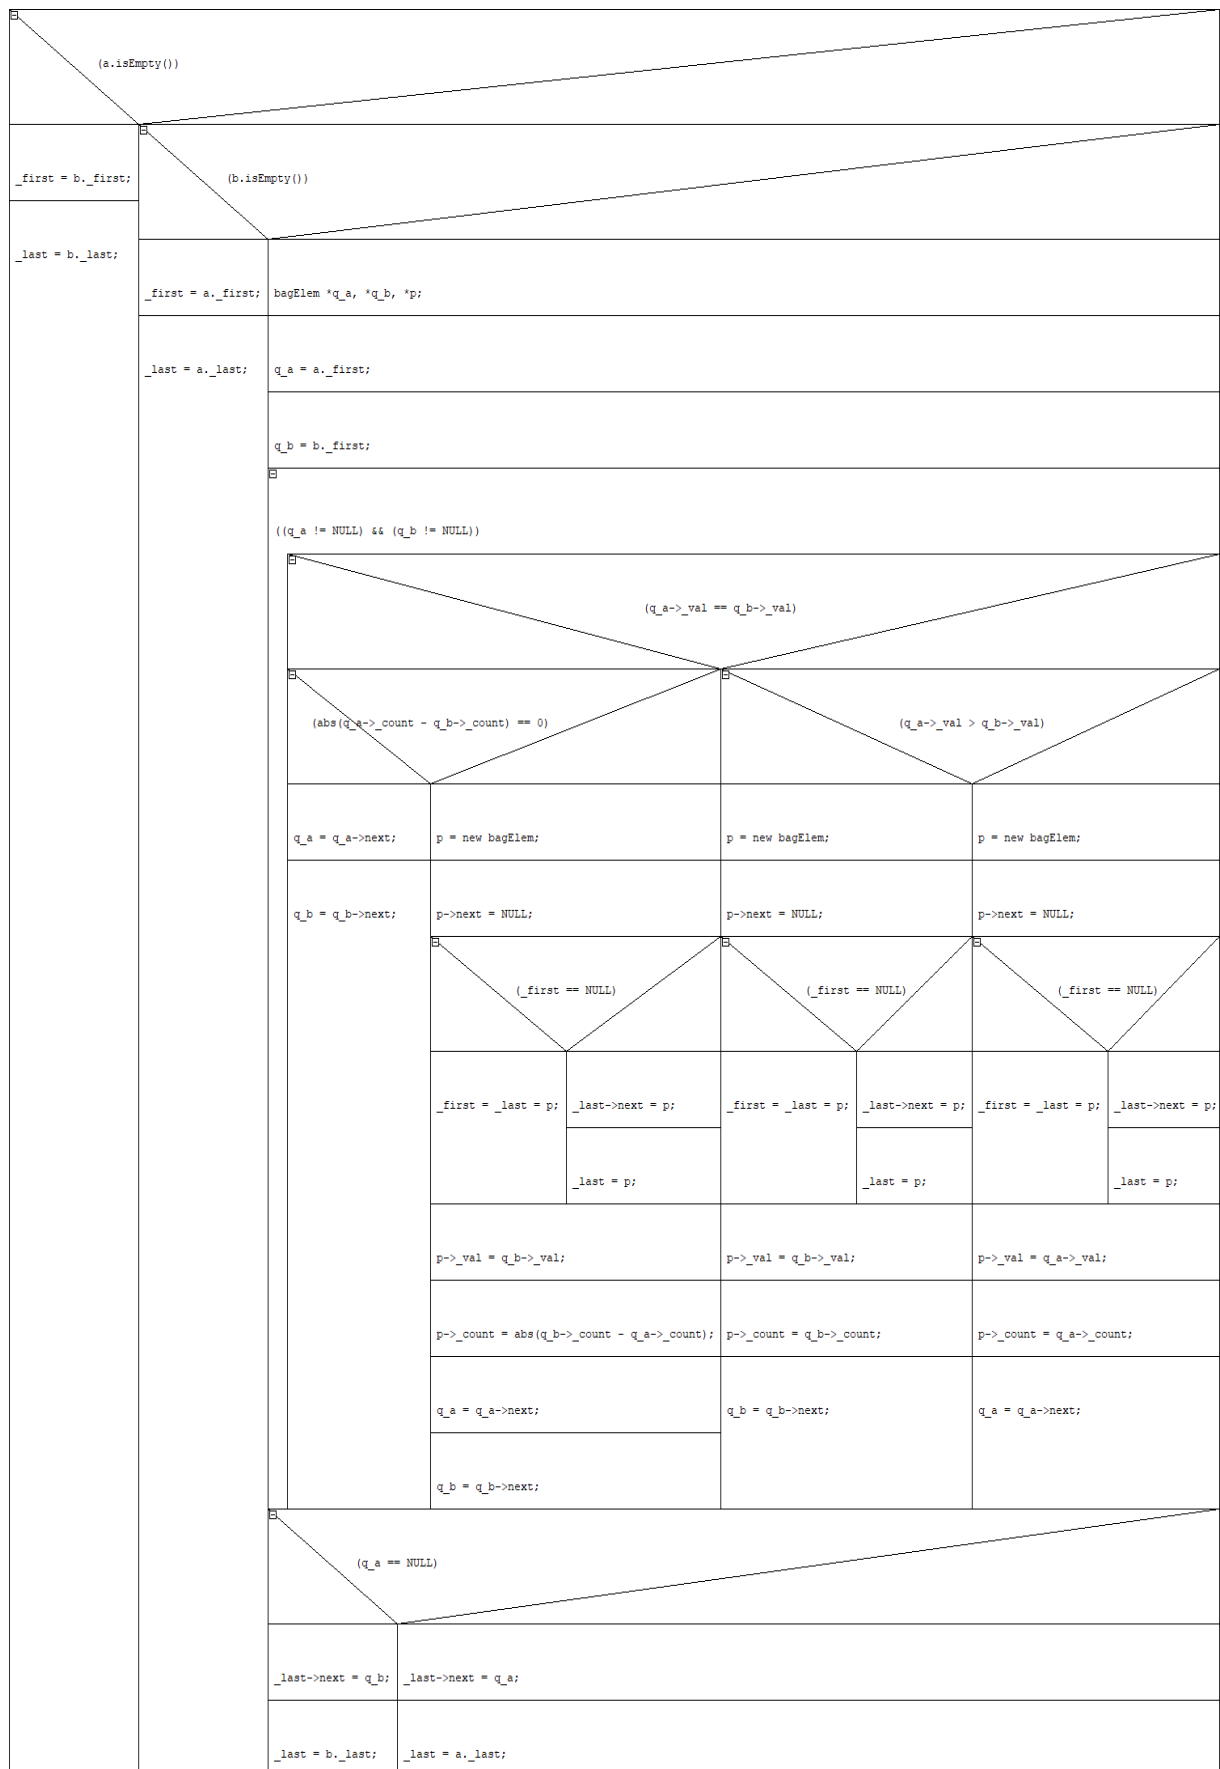 (a.isEmpty())
_first = b._first;
(b.isEmpty())
_last = b._last;
_first = a._first;
bagElem *q_a, *q_b, *p;
_last = a._last;
q_a = a._first;
q_b = b._first;
((q_a != NULL) && (q_b != NULL))
(q_a->_val == q_b->_val)
(abs(q_a->_count - q_b->_count) == 0)
(q_a->_val > q_b->_val)
q_a = q_a->next;
p = new bagElem;
p = new bagElem;
p = new bagElem;
q_b = q_b->next;
p->next = NULL;
p->next = NULL;
p->next = NULL;
(_first == NULL)
(_first == NULL)
(_first == NULL)
_first = _last = p;
_last->next = p;
_first = _last = p;
_last->next = p;
_first = _last = p;
_last->next = p;
_last = p;
_last = p;
_last = p;
p->_val = q_b->_val;
p->_val = q_b->_val;
p->_val = q_a->_val;
p->_count = abs(q_b->_count - q_a->_count);
p->_count = q_b->_count;
p->_count = q_a->_count;
q_a = q_a->next;
q_b = q_b->next;
q_a = q_a->next;
q_b = q_b->next;
(q_a == NULL)
_last->next = q_b;
_last->next = q_a;
_last = b._last;
_last = a._last;